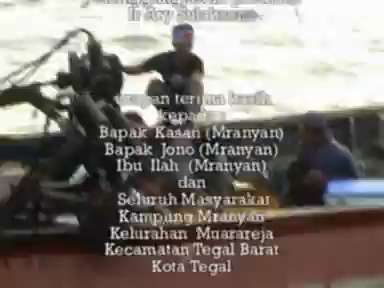 Ir Ary Sulistyo
ucapan terima kasih
kepada
Bapak Kasan (Mranyan)
Bapak Jono (Mranyan)
Ibu Ilah (Mranyan)
dan
Seluruh Masyarakat
Kampung Mranyan
Kelurahan Muarareja
Kecamatan Tegal Barat
Kota Tegal